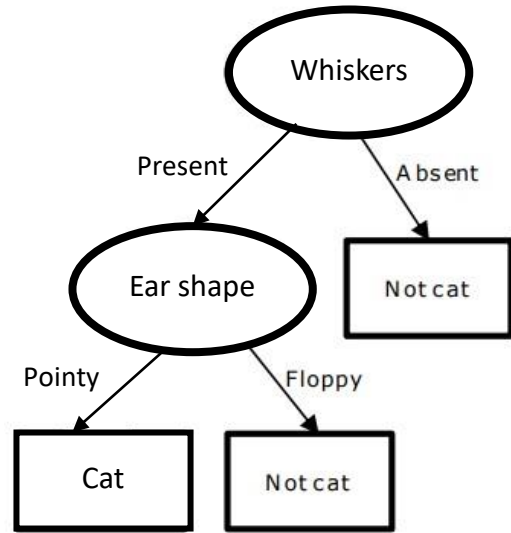 Whiskers
Present
Absent
Ear shape
Not cat
Pointy
Floppy
Cat
Not cat